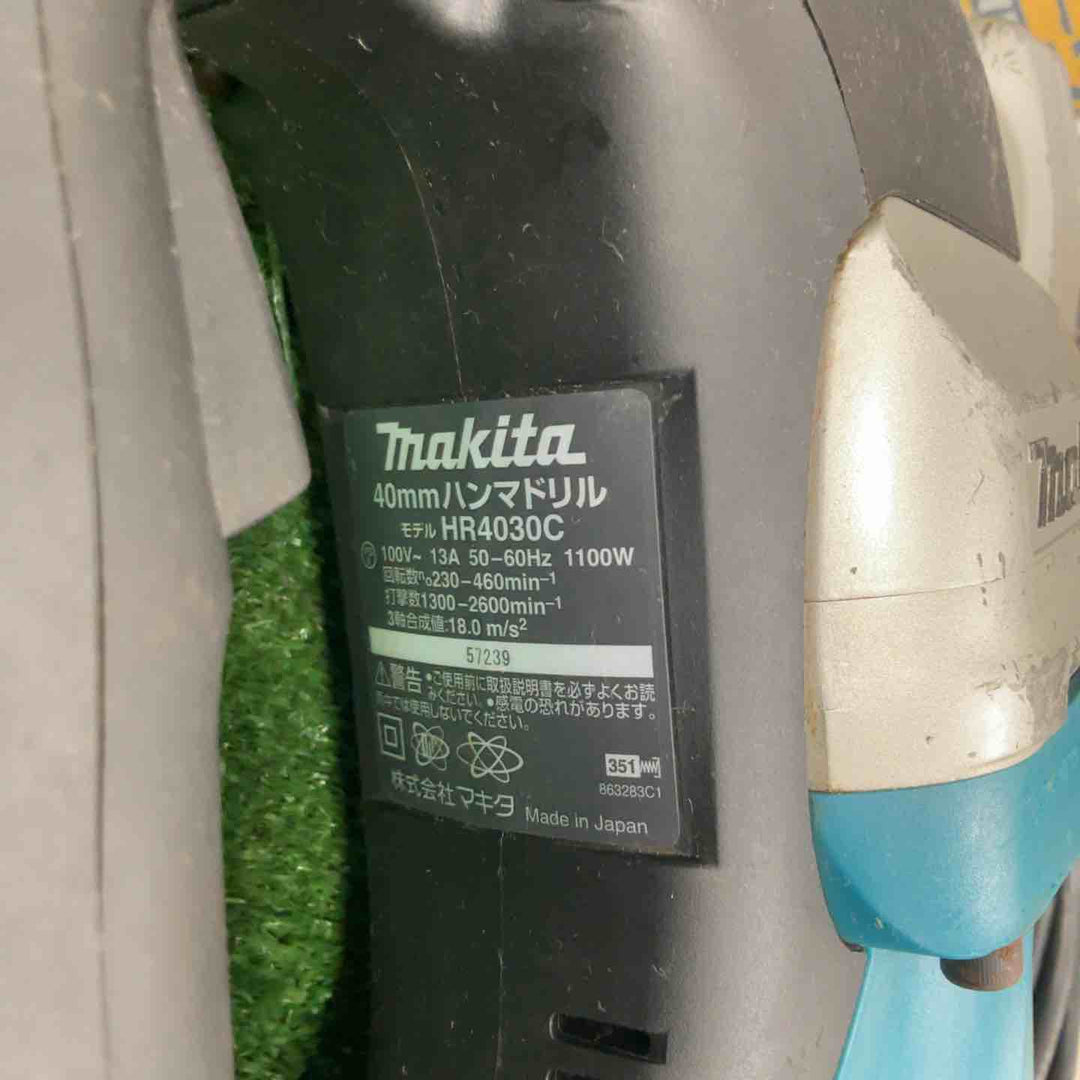 makita
40mmハンマドリル
モデル HR4030C
100V~ 13A 50-60Hz 1100W
回転数n₀230-460min⁻¹
打撃数1300-2600min⁻¹
3軸合成値:18.0 m/s²
57239
⚠警告 •ご使用前に取扱説明書を必ずよくお読
みください。•感電の恐れがあります。
雨中では使用しないでください。
351
863283C1
株式会社マキタ Made in Japan